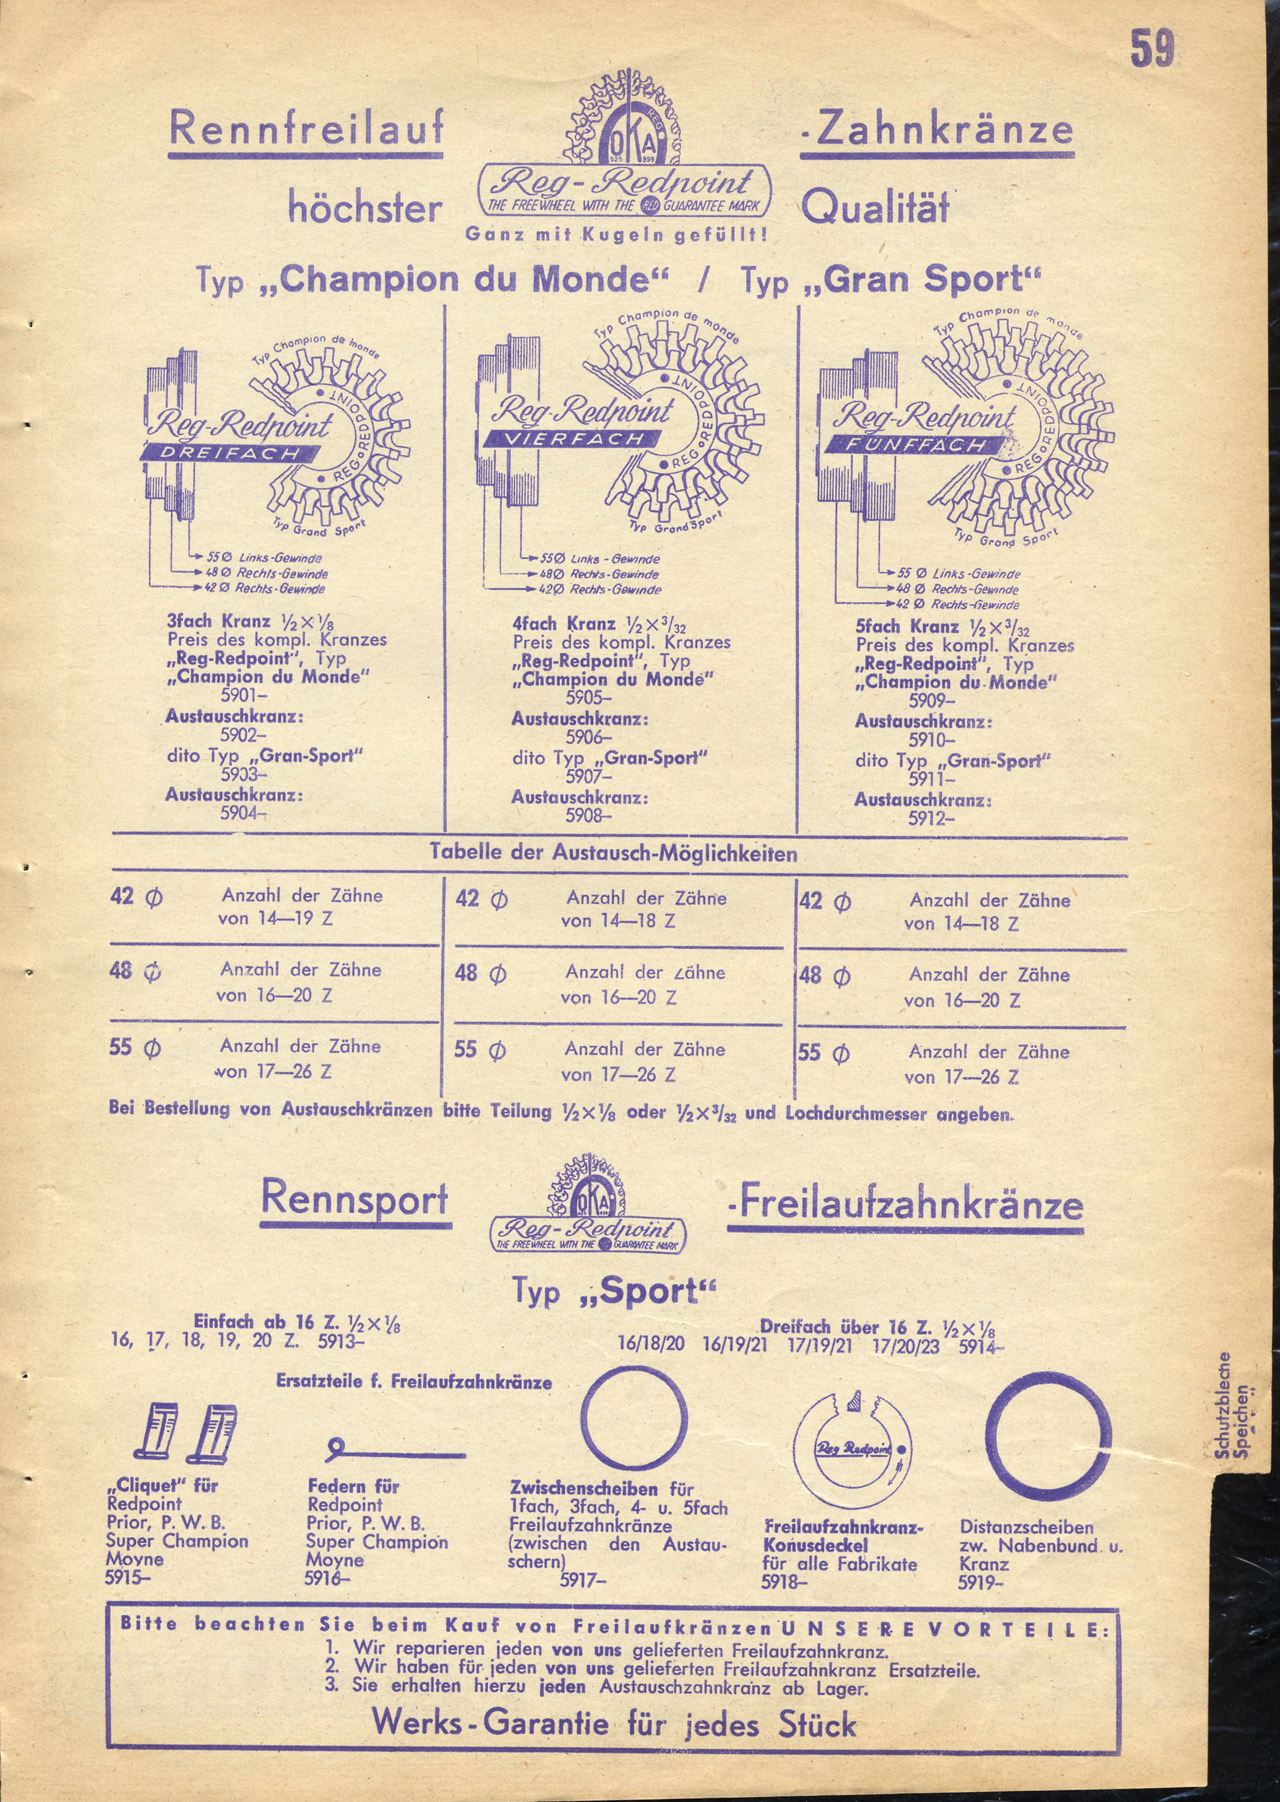 59
Rennfreilauf -Zahnkränze
OKA
REG
625 899
Reg-Redpoint
THE FREEWHEEL WITH THE RED GUARANTEE MARK
höchster Qualität
Ganz mit Kugeln gefüllt!
Typ „Champion du Monde“ / Typ „Gran Sport“
Typ Champion de monde
REG • REDPOINT
Reg-Redpoint
DREIFACH
Typ Grand Sport
55 Ø Links-Gewinde
48 Ø Rechts-Gewinde
42 Ø Rechts-Gewinde
3fach Kranz ½×⅛
Preis des kompl. Kranzes
„Reg-Redpoint“, Typ
„Champion du Monde“
5901–
Austauschkranz:
5902–
dito Typ „Gran-Sport“
5903–
Austauschkranz:
5904–
Typ Champion de monde
REG • REDPOINT
Reg-Redpoint
VIERFACH
Typ Grand Sport
55Ø Links - Gewinde
48Ø Rechts-Gewinde
42Ø Rechts-Gewinde
4fach Kranz ½×3/32
Preis des kompl. Kranzes
„Reg-Redpoint“, Typ
„Champion du Monde“
5905–
Austauschkranz:
5906–
dito Typ „Gran-Sport“
5907–
Austauschkranz:
5908–
Typ Champion de monde
REG • REDPOINT
Reg-Redpoint
FÜNFFACH
Typ Grand Sport
55 Ø Links-Gewinde
48 Ø Rechts-Gewinde
42 Ø Rechts-Gewinde
5fach Kranz ½×3/32
Preis des kompl. Kranzes
„Reg-Redpoint“, Typ
„Champion du Monde“
5909–
Austauschkranz:
5910–
dito Typ „Gran-Sport“
5911–
Austauschkranz:
5912–
Tabelle der Austausch-Möglichkeiten
42 Ø Anzahl der Zähne 42 Ø Anzahl der Zähne 42 Ø Anzahl der Zähne
von 14—19 Z von 14—18 Z von 14—18 Z
48 Ø Anzahl der Zähne 48 Ø Anzahl der Zähne 48 Ø Anzahl der Zähne
von 16—20 Z von 16—20 Z von 16—20 Z
55 Ø Anzahl der Zähne 55 Ø Anzahl der Zähne 55 Ø Anzahl der Zähne
von 17—26 Z von 17—26 Z von 17—26 Z
Bei Bestellung von Austauschkränzen bitte Teilung ½×⅛ oder ½×3/32 und Lochdurchmesser angeben.
Rennsport -Freilaufzahnkränze
OKA
Reg-Redpoint
THE FREEWHEEL WITH THE RED GUARANTEE MARK
Typ „Sport“
Einfach ab 16 Z. ½×⅛
16, 17, 18, 19, 20 Z. 5913–
Dreifach über 16 Z. ½×⅛
16/18/20 16/19/21 17/19/21 17/20/23 5914–
Ersatzteile f. Freilaufzahnkränze
„Cliquet“ für
Redpoint
Prior, P. W. B.
Super Champion
Moyne
5915–
Federn für
Redpoint
Prior, P. W. B.
Super Champion
Moyne
5916–
Zwischenscheiben für
1fach, 3fach, 4- u. 5fach
Freilaufzahnkränze
(zwischen den Austau-
schern)
5917–
Reg Redpoint
Freilaufzahnkranz-
Konusdeckel
für alle Fabrikate
5918–
Distanzscheiben
zw. Nabenbund u.
Kranz
5919–
Schutzbleche
Speichen
Bitte beachten Sie beim Kauf von Freilaufkränzen UNSERE VORTEILE:
1. Wir reparieren jeden von uns gelieferten Freilaufzahnkranz.
2. Wir haben für jeden von uns gelieferten Freilaufzahnkranz Ersatzteile.
3. Sie erhalten hierzu jeden Austauschzahnkranz ab Lager.
Werks-Garantie für jedes Stück